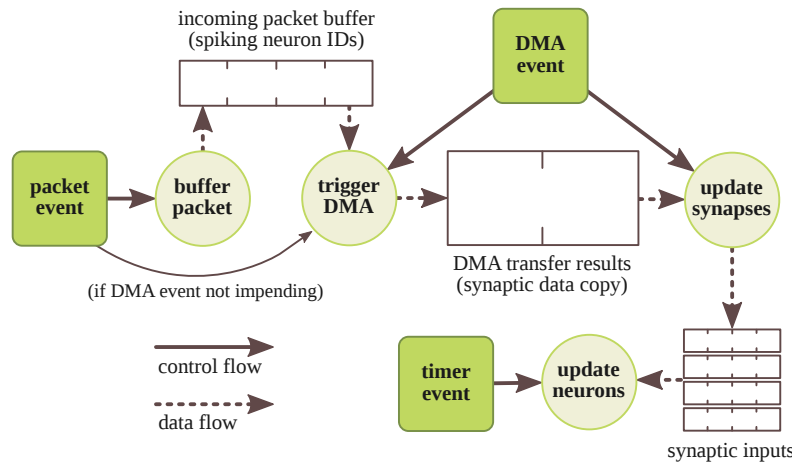 incoming packet buffer
(spiking neuron IDs)
DMA
event
packet
event
buffer
packet
trigger
DMA
update
synapses
DMA transfer results
(synaptic data copy)
(if DMA event not impending)
control flow
data flow
timer
event
update
neurons
synaptic inputs